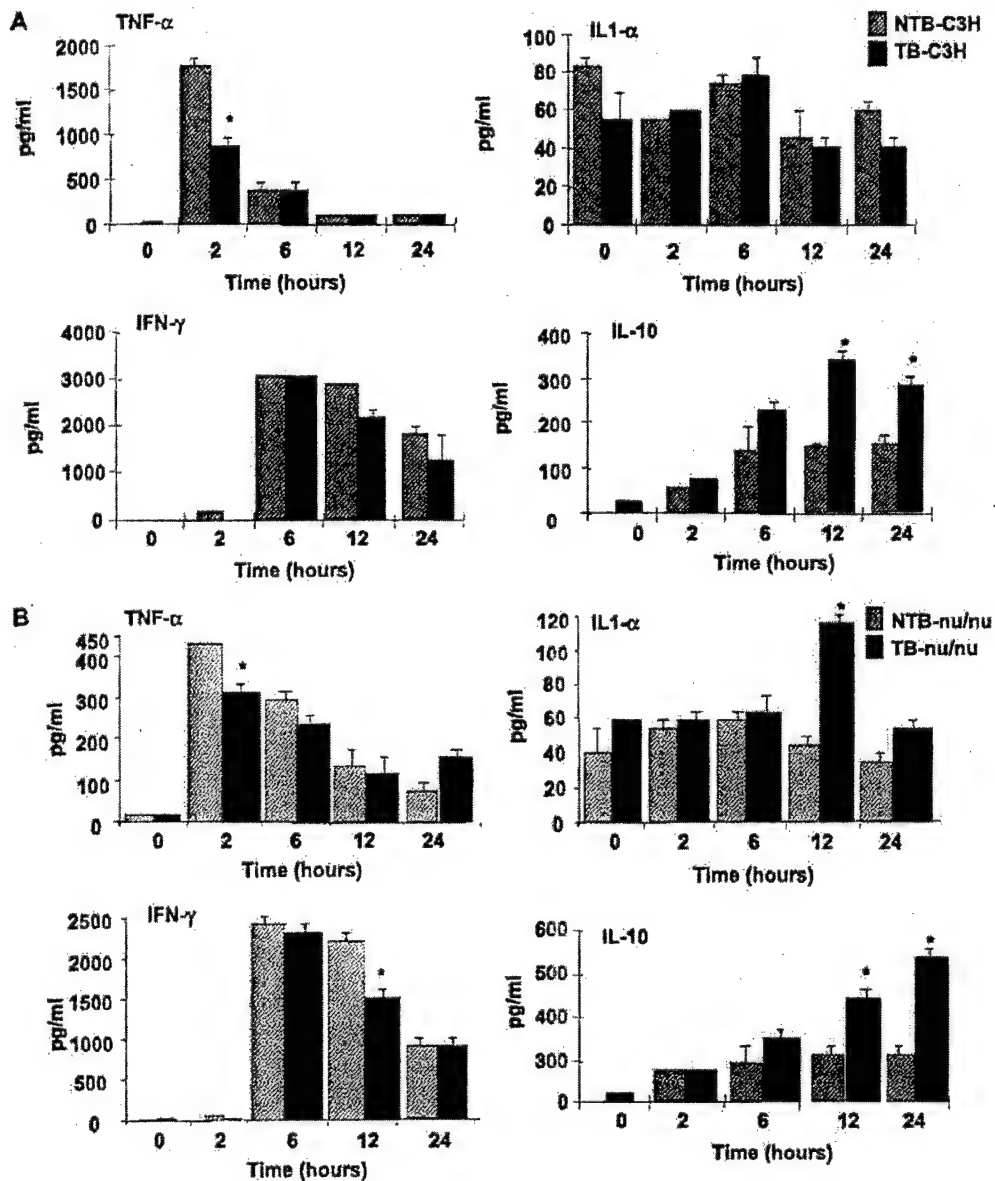 A
TNF-α
2000
1500
1000
500
0
pg/ml
*
0 2 6 12 24
Time (hours)
IL1-α
100
80
60
40
20
0
pg/ml
0 2 6 12 24
Time (hours)
NTB-C3H
TB-C3H
IFN-γ
4000
3000
2000
1000
0
pg/ml
0 2 6 12 24
Time (hours)
IL-10
400
300
200
100
0
pg/ml
* *
0 2 6 12 24
Time (hours)
B
TNF-α
450
400
300
200
100
0
pg/ml
*
0 2 6 12 24
Time (hours)
IL1-α
120
100
80
60
40
20
0
pg/ml
*
0 2 6 12 24
Time (hours)
NTB-nu/nu
TB-nu/nu
IFN-γ
2500
2000
1500
1000
500
0
pg/ml
*
0 2 6 12 24
Time (hours)
IL-10
600
500
400
300
0
pg/ml
* *
0 2 6 12 24
Time (hours)